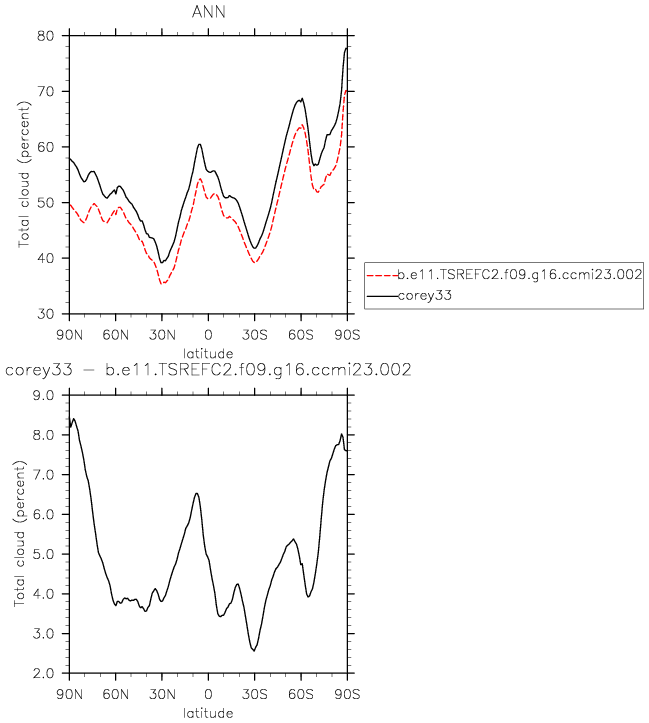 ANN
80
70
60
50
40
30
Total cloud (percent)
90N 60N 30N 0 30S 60S 90S
latitude
b.e11.TSREFC2.f09.g16.ccmi23.002
corey33
corey33 − b.e11.TSREFC2.f09.g16.ccmi23.002
9.0
8.0
7.0
6.0
5.0
4.0
3.0
2.0
Total cloud (percent)
90N 60N 30N 0 30S 60S 90S
latitude